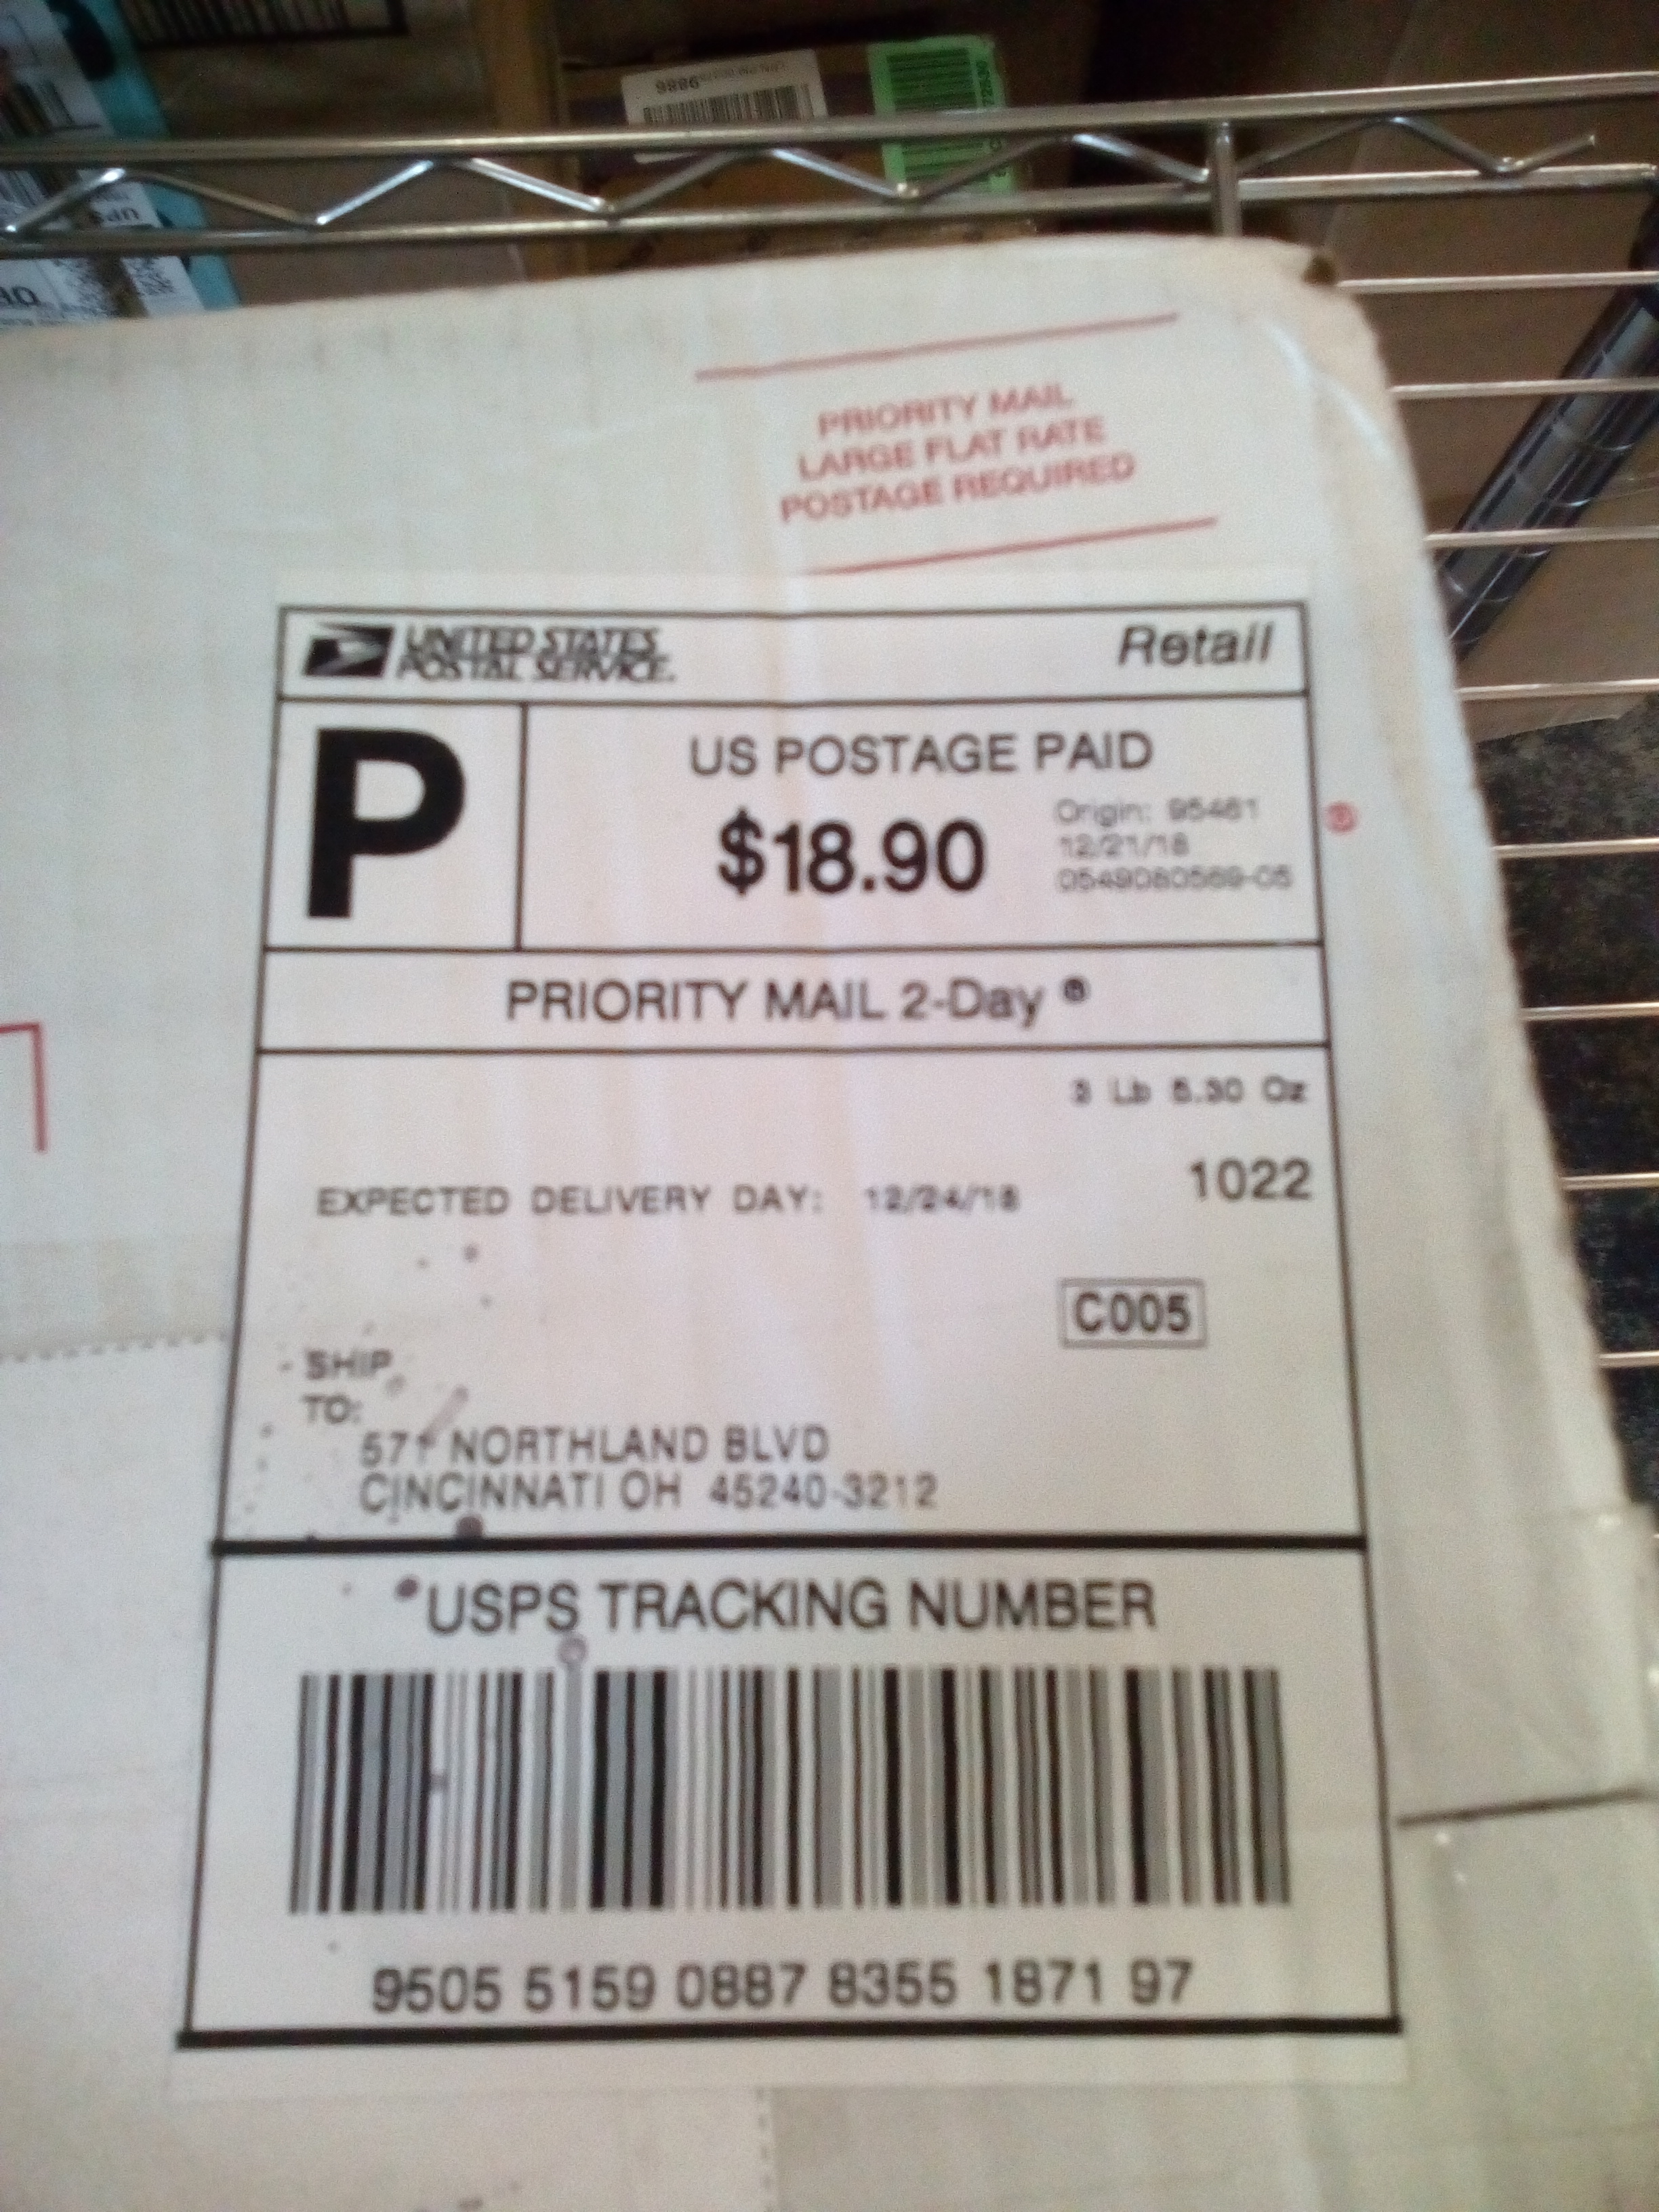 9886
UPS
PRIORITY MAIL
LARGE FLAT RATE
POSTAGE REQUIRED
UNITED STATES
POSTAL SERVICE®
Retail
P
US POSTAGE PAID
$18.90
Origin: 95461
12/21/18
0549080569-05
PRIORITY MAIL 2-Day ®
3 Lb 5.30 Oz
1022
EXPECTED DELIVERY DAY: 12/24/18
C005
SHIP
TO:
571 NORTHLAND BLVD
CINCINNATI OH 45240-3212
USPS TRACKING NUMBER
9505 5159 0887 8355 1871 97